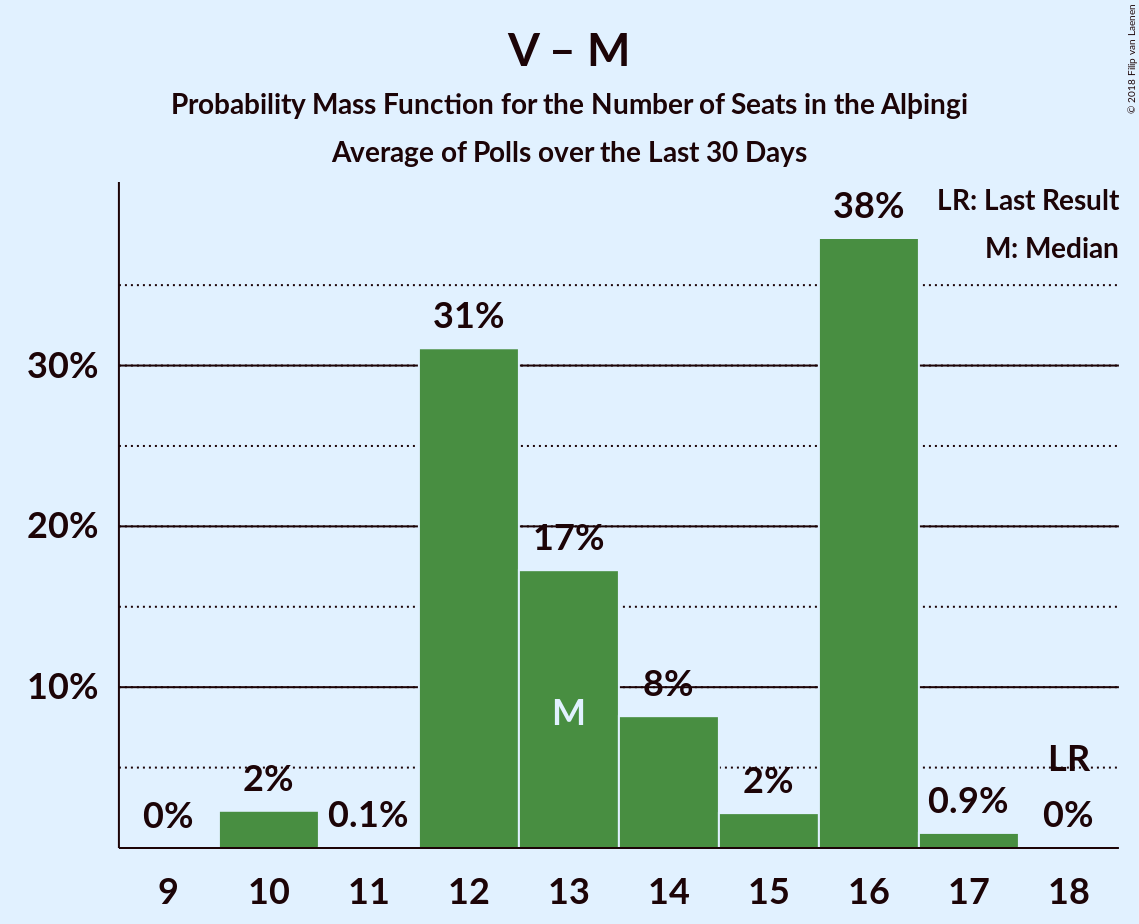 V – M
Probability Mass Function for the Number of Seats in the Alþingi
Average of Polls over the Last 30 Days
© 2018 Filip van Laenen
LR: Last Result
M: Median
38%
31%
30%
20%
17%
10%
8%
M
LR
2%
2%
0%
0.1%
0.9%
0%
9 10 11 12 13 14 15 16 17 18